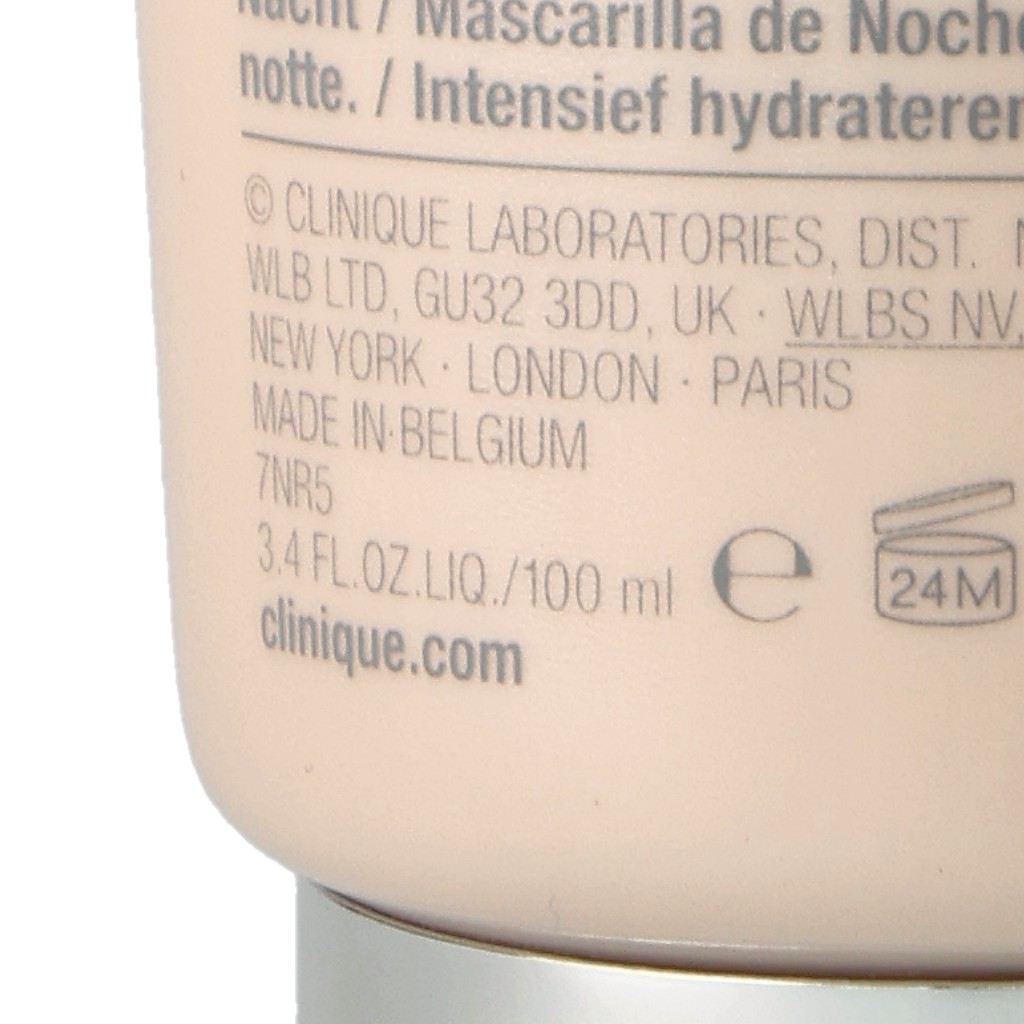 Nacht / Mascarilla de Noche
notte. / Intensief hydrateren
© CLINIQUE LABORATORIES, DIST. N
WLB LTD, GU32 3DD, UK · WLBS NV,
NEW YORK · LONDON · PARIS
MADE IN BELGIUM
7NR5
3.4 FL.OZ.LIQ./100 ml e 24M
clinique.com